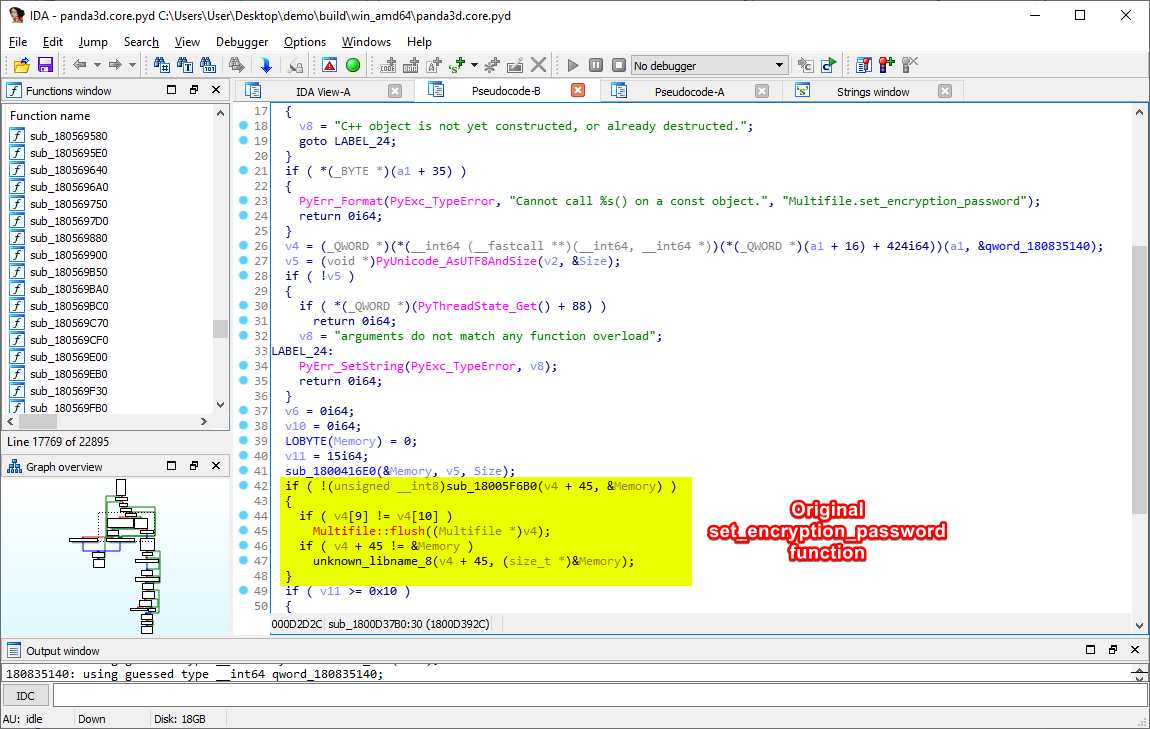 IDA - panda3d.core.pyd C:\Users\User\Desktop\demo\build\win_amd64\panda3d.core.pyd
File Edit Jump Search View Debugger Options Windows Help
No debugger
Functions window
IDA View-A
Pseudocode-B
Pseudocode-A
Strings window
Function name
sub_180569580
sub_1805695E0
sub_180569640
sub_1805696A0
sub_180569750
sub_1805697D0
sub_180569880
sub_180569900
sub_180569B50
sub_180569BA0
sub_180569BC0
sub_180569C70
sub_180569CF0
sub_180569E00
sub_180569EB0
sub_180569F30
sub_180569FB0
Line 17769 of 22895
Graph overview
17 {
18 v8 = "C++ object is not yet constructed, or already destructed.";
19 goto LABEL_24;
20 }
21 if ( *(_BYTE *)(a1 + 35) )
22 {
23 PyErr_Format(PyExc_TypeError, "Cannot call %s() on a const object.", "Multifile.set_encryption_password");
24 return 0i64;
25 }
26 v4 = (_QWORD *)(*(__int64 (__fastcall **)(__int64, __int64 *))(*(_QWORD *)(a1 + 16) + 424i64))(a1, &qword_180835140);
27 v5 = (void *)PyUnicode_AsUTF8AndSize(v2, &Size);
28 if ( !v5 )
29 {
30 if ( *(_QWORD *)(PyThreadState_Get() + 88) )
31 return 0i64;
32 v8 = "arguments do not match any function overload";
33 LABEL_24:
34 PyErr_SetString(PyExc_TypeError, v8);
35 return 0i64;
36 }
37 v6 = 0i64;
38 v10 = 0i64;
39 LOBYTE(Memory) = 0;
40 v11 = 15i64;
41 sub_1800416E0(&Memory, v5, Size);
42 if ( !(unsigned __int8)sub_18005F6B0(v4 + 45, &Memory) )
43 {
44 if ( v4[9] != v4[10] )
45 Multifile::flush((Multifile *)v4);
46 if ( v4 + 45 != &Memory )
47 unknown_libname_8(v4 + 45, (size_t *)&Memory);
48 }
49 if ( v11 >= 0x10 )
50 {
Original
set_encryption_password
function
000D2D2C sub_1800D37B0:30 (1800D392C)
Output window
180835140: using guessed type __int64 qword_180835140;
IDC
AU: idle Down Disk: 18GB